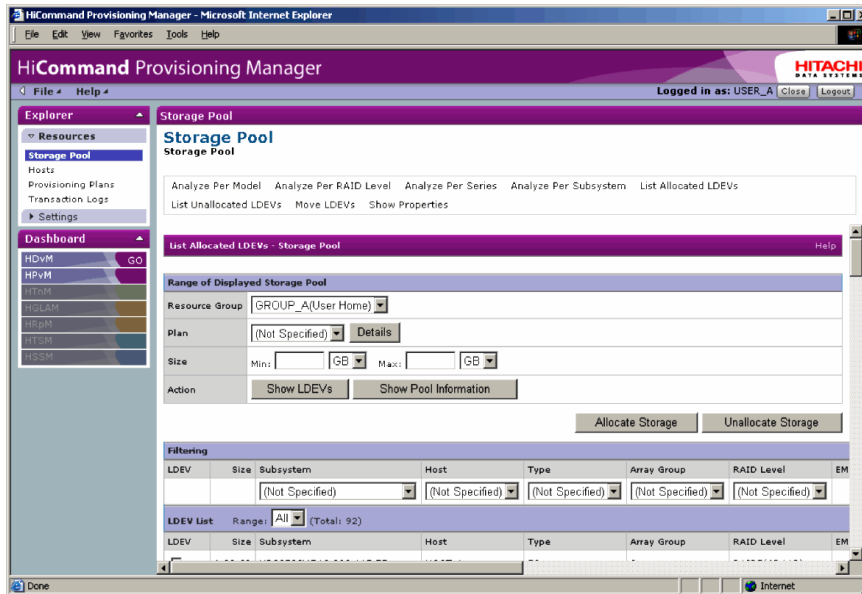 HiCommand Provisioning Manager - Microsoft Internet Explorer
File Edit View Favorites Tools Help
HiCommand Provisioning Manager
HITACHI
DATA SYSTEMS
File Help
Logged in as: USER_A Close Logout
Explorer
Resources
Storage Pool
Hosts
Provisioning Plans
Transaction Logs
Settings
Dashboard
HDvM GO
HPvM
HTnM
HGLAM
HRpM
HTSM
HSSM
Storage Pool
Storage Pool
Storage Pool
Analyze Per Model Analyze Per RAID Level Analyze Per Series Analyze Per Subsystem List Allocated LDEVs
List Unallocated LDEVs Move LDEVs Show Properties
List Allocated LDEVs - Storage Pool Help
Range of Displayed Storage Pool
Resource Group GROUP_A(User Home)
Plan (Not Specified) Details
Size Min: GB Max: GB
Action Show LDEVs Show Pool Information
Allocate Storage Unallocate Storage
Filtering
LDEV Size Subsystem Host Type Array Group RAID Level EM
(Not Specified) (Not Specified) (Not Specified) (Not Specified) (Not Specified)
LDEV List Range: All (Total: 92)
LDEV Size Subsystem Host Type Array Group RAID Level EM
Done Internet